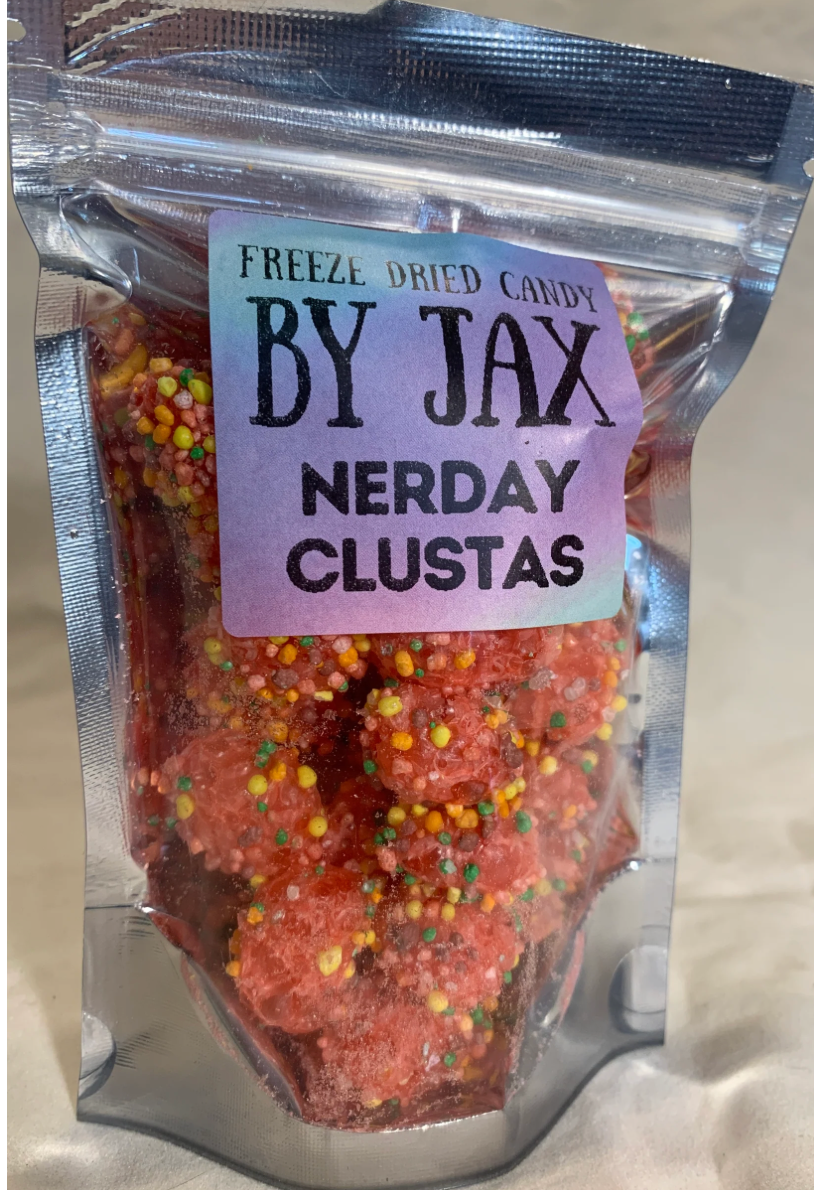 FREEZE DRIED CANDY
BY JAX
NERDAY
CLUSTAS